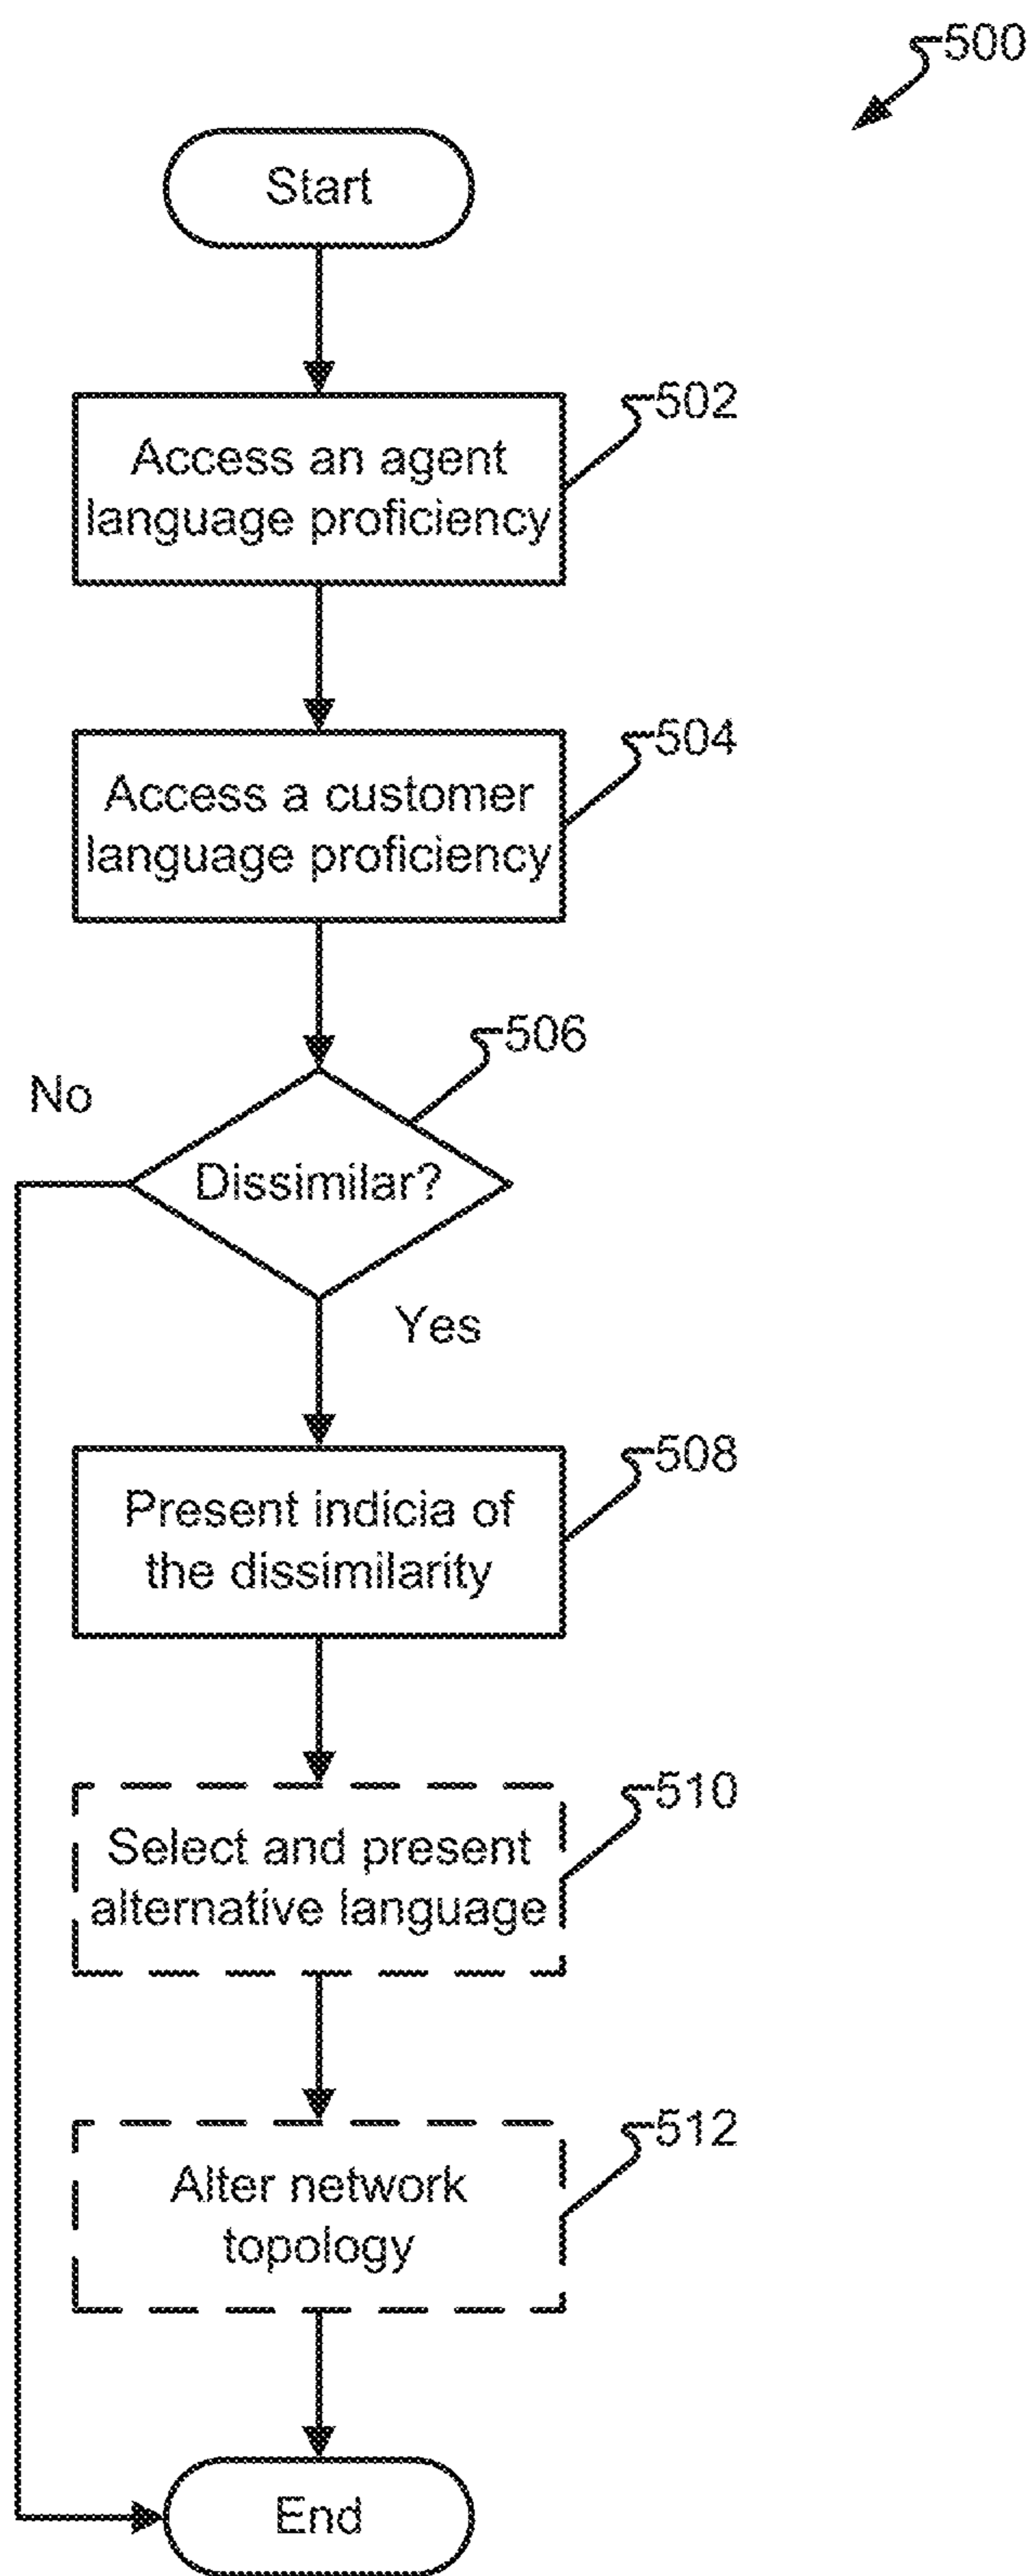 500
Start
502
Access an agent
language proficiency
504
Access a customer
language proficiency
506
No
Dissimilar?
Yes
508
Present indicia of
the dissimilarity
510
Select and present
alternative language
512
Alter network
topology
End